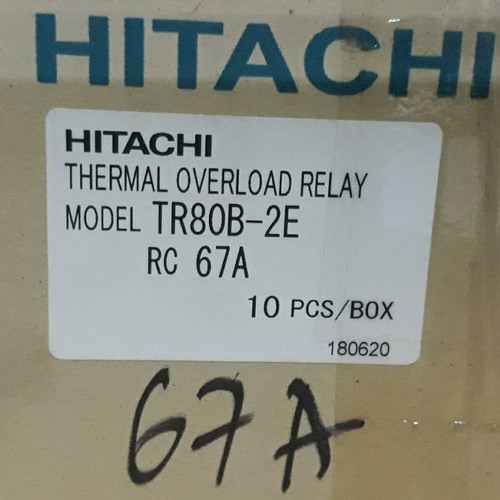 HITACHI
HITACHI
THERMAL OVERLOAD RELAY
MODEL TR80B-2E
RC 67A
10 PCS/BOX
180620
67A